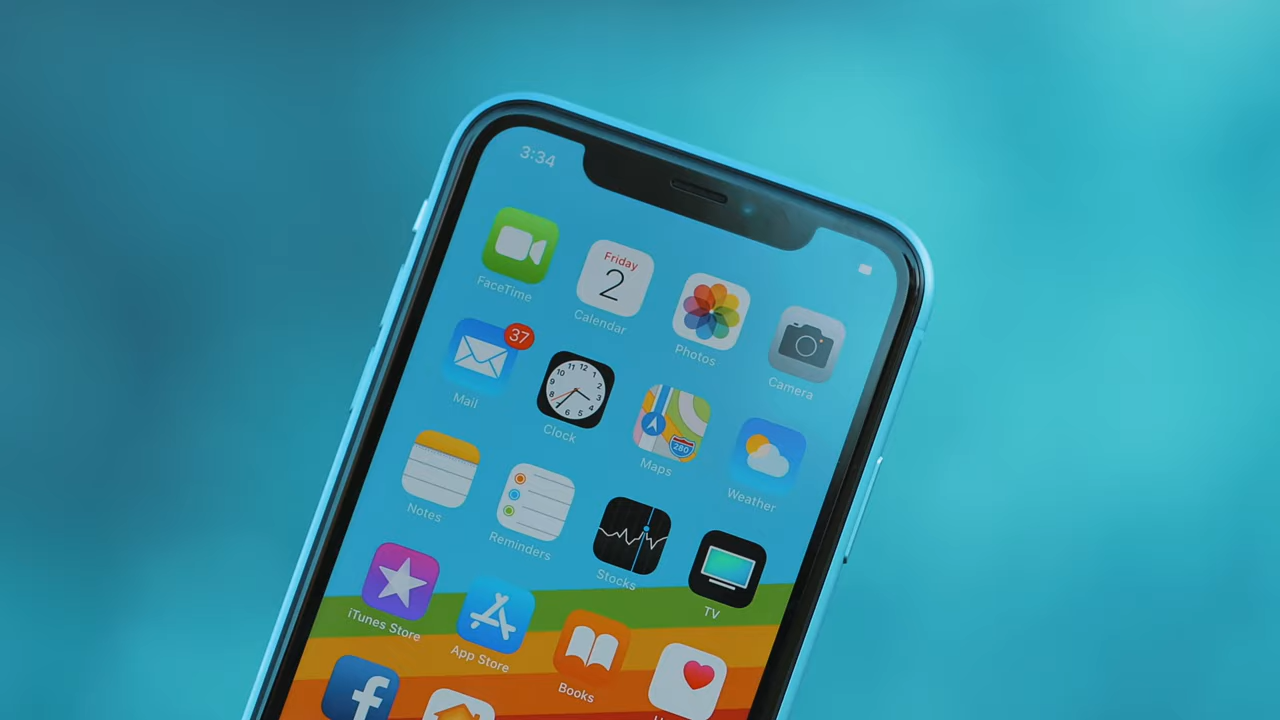 3:34
FaceTime
Friday
2
Calendar
Photos
Camera
37
Mail
Clock
280
Maps
Weather
Notes
Reminders
Stocks
TV
iTunes Store
App Store
Books
f